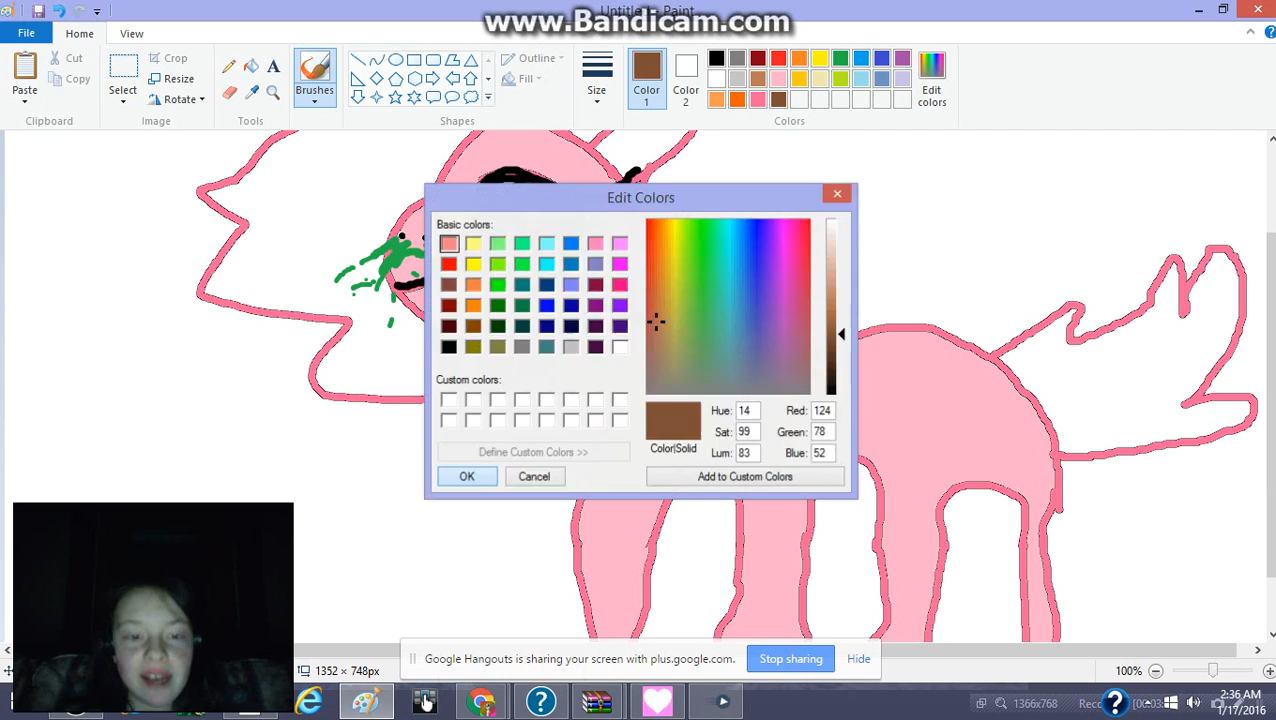 Untitled - Paint
www.Bandicam.com
File
Home
View
Paste
Cut
Copy
Clipboard
Select
Crop
Resize
Rotate
Image
A
Tools
Brushes
Outline
Fill
Shapes
Size
Color 1
Color 2
Edit colors
Colors
Edit Colors
Basic colors:
Custom colors:
Define Custom Colors >>
OK
Cancel
Color|Solid
Hue: 14
Red: 124
Sat: 99
Green: 78
Lum: 83
Blue: 52
Add to Custom Colors
Google Hangouts is sharing your screen with plus.google.com.
Stop sharing
Hide
1352 × 748px
100%
1366x768
2:36 AM
1/17/2016